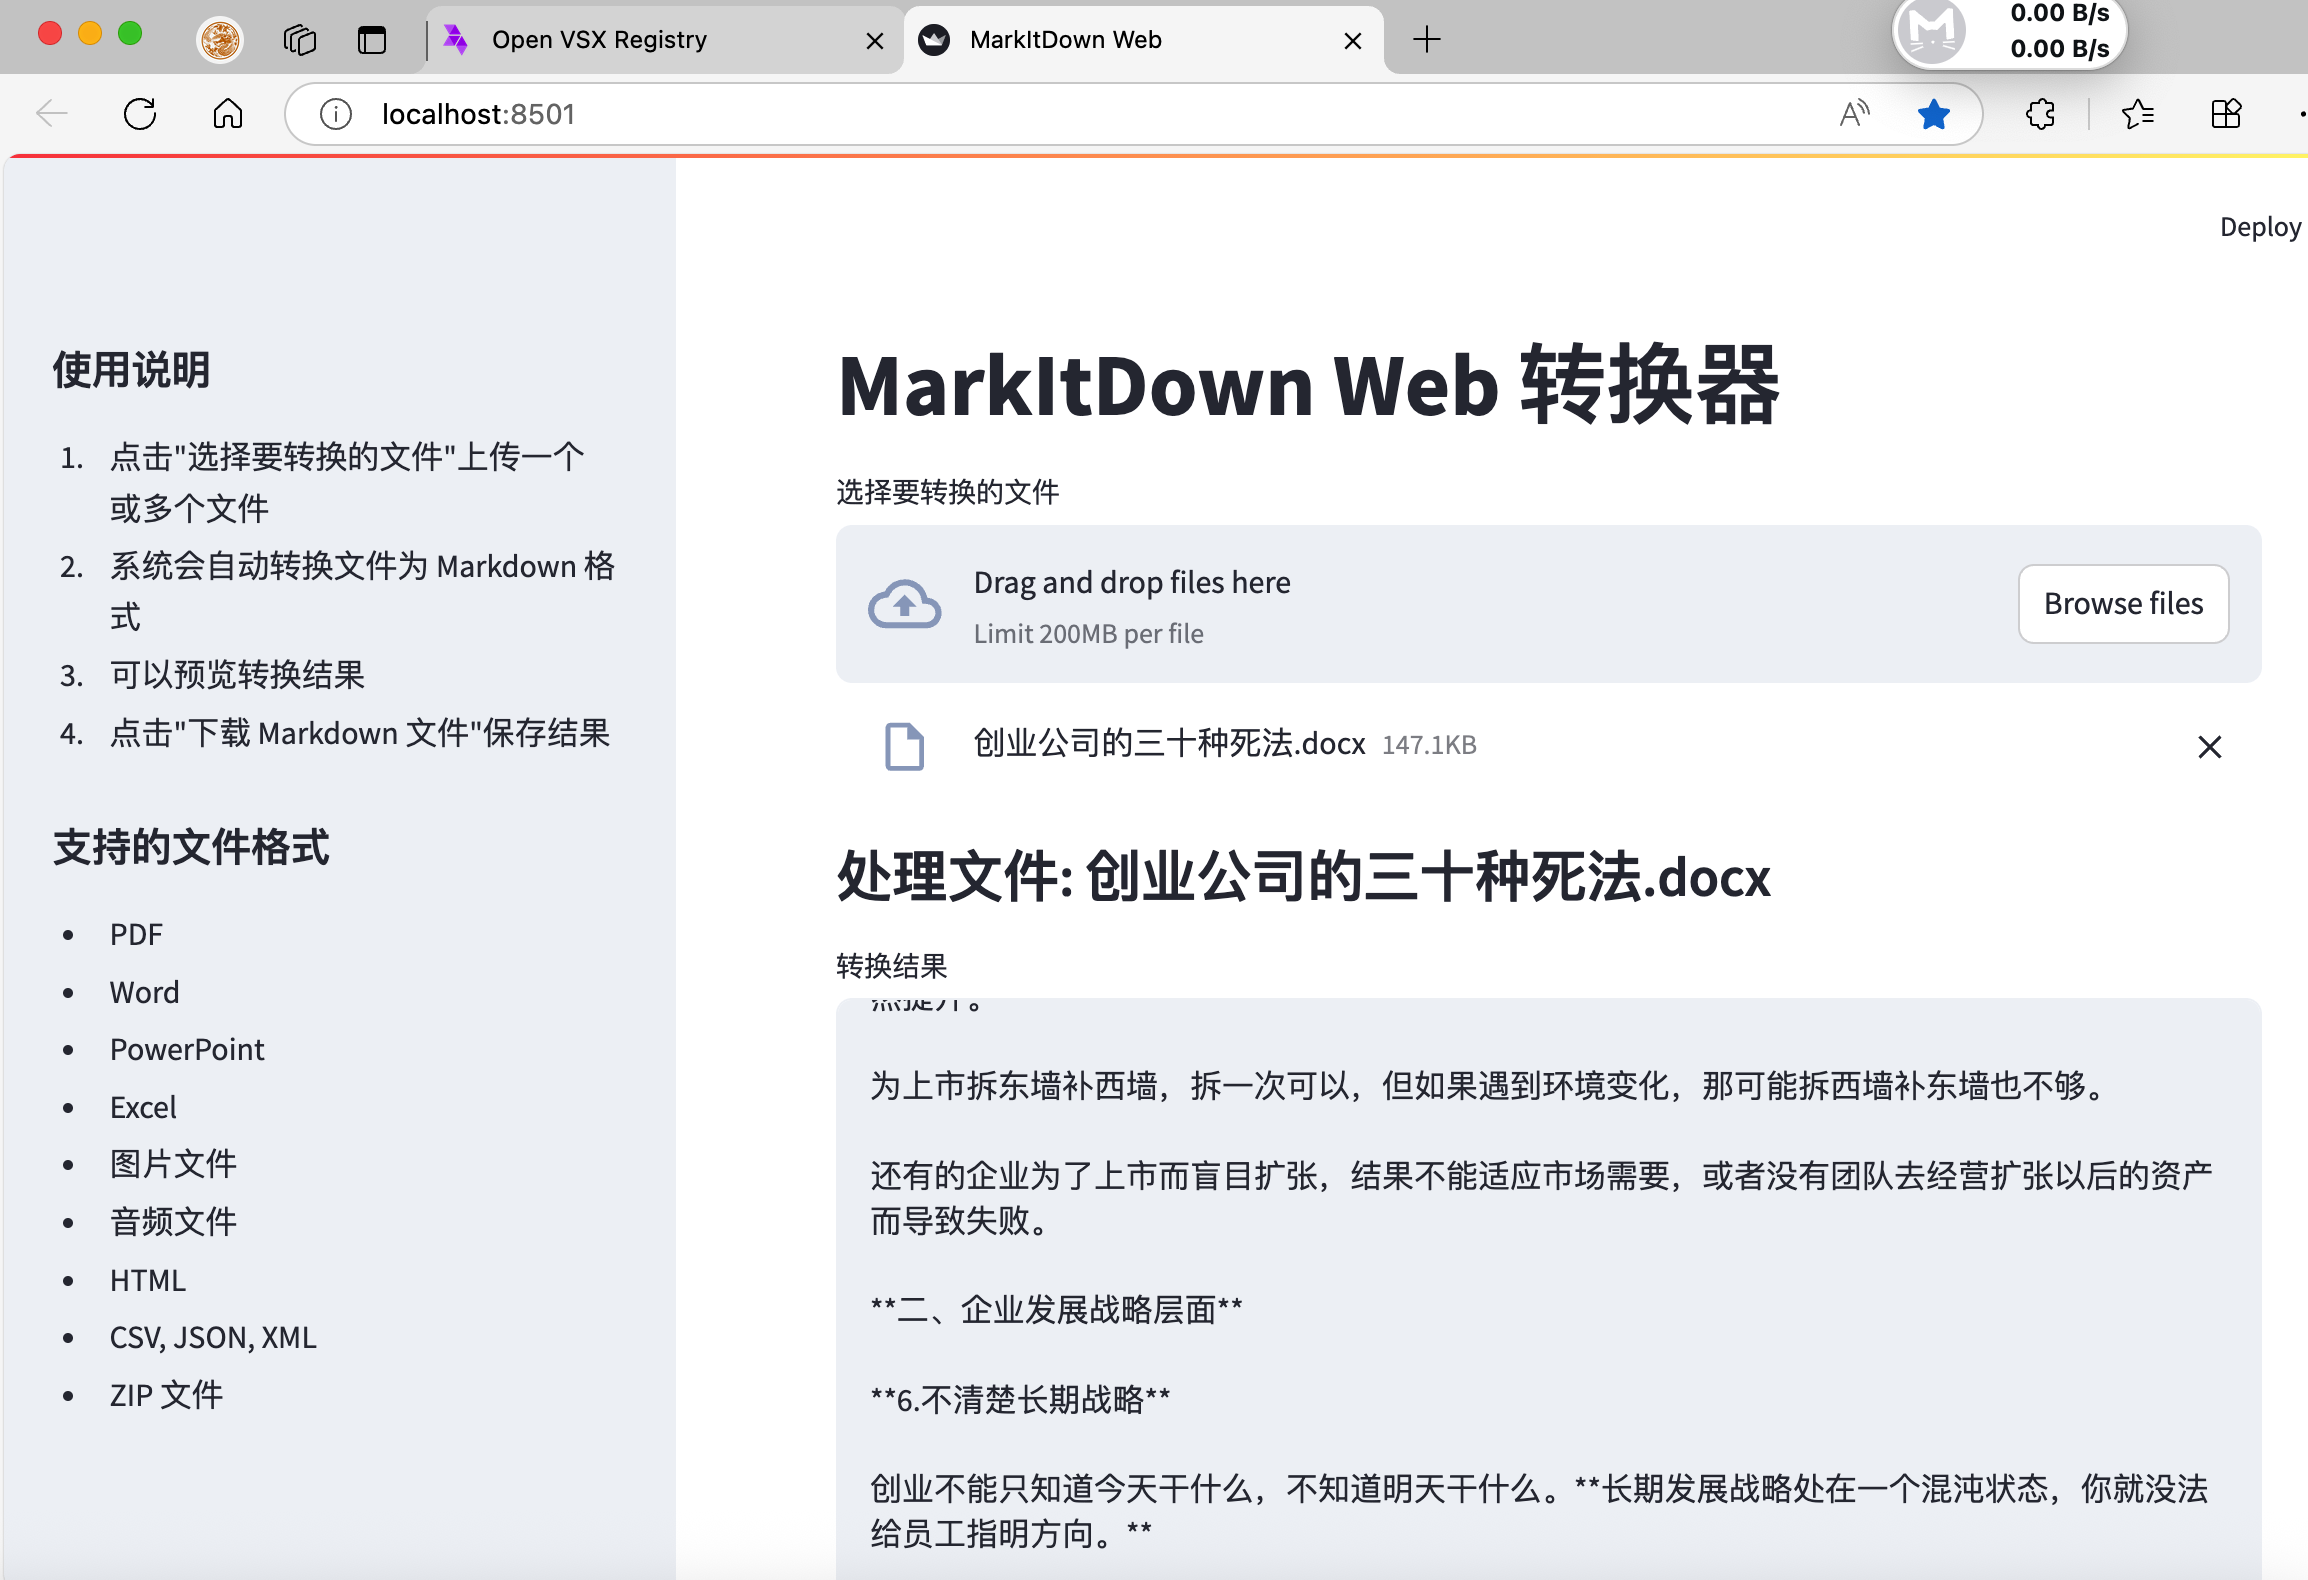 Open VSX Registry
MarkItDown Web
0.00 B/s
0.00 B/s
localhost:8501
Deploy
使用说明
1. 点击"选择要转换的文件"上传一个
或多个文件
2. 系统会自动转换文件为 Markdown 格
式
3. 可以预览转换结果
4. 点击"下载 Markdown 文件"保存结果
支持的文件格式
• PDF
• Word
• PowerPoint
• Excel
• 图片文件
• 音频文件
• HTML
• CSV, JSON, XML
• ZIP 文件
MarkItDown Web 转换器
选择要转换的文件
Drag and drop files here
Limit 200MB per file
Browse files
创业公司的三十种死法.docx 147.1KB
处理文件: 创业公司的三十种死法.docx
转换结果
为上市拆东墙补西墙，拆一次可以，但如果遇到环境变化，那可能拆西墙补东墙也不够。
还有的企业为了上市而盲目扩张，结果不能适应市场需要，或者没有团队去经营扩张以后的资产
而导致失败。
**二、企业发展战略层面**
**6.不清楚长期战略**
创业不能只知道今天干什么，不知道明天干什么。**长期发展战略处在一个混沌状态，你就没法
给员工指明方向。**